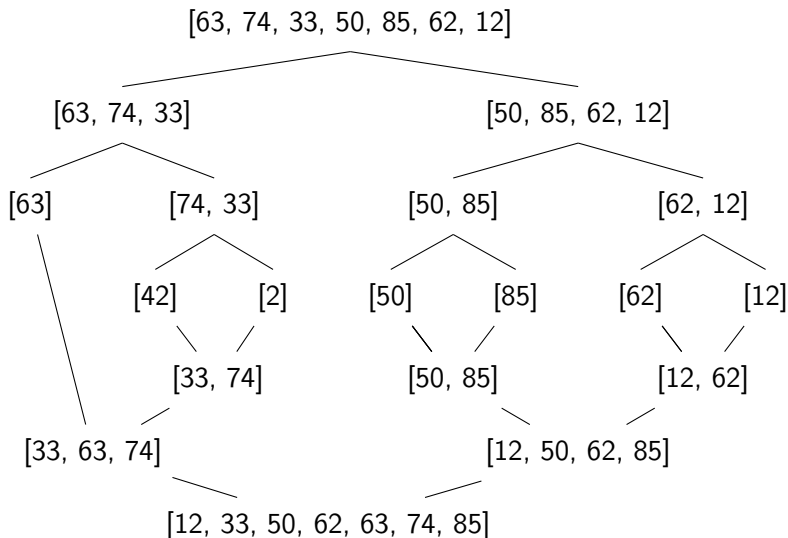 [63, 74, 33, 50, 85, 62, 12]
[63, 74, 33] [50, 85, 62, 12]
[63] [74, 33] [50, 85] [62, 12]
[42] [2] [50] [85] [62] [12]
[33, 74] [50, 85] [12, 62]
[33, 63, 74] [12, 50, 62, 85]
[12, 33, 50, 62, 63, 74, 85]